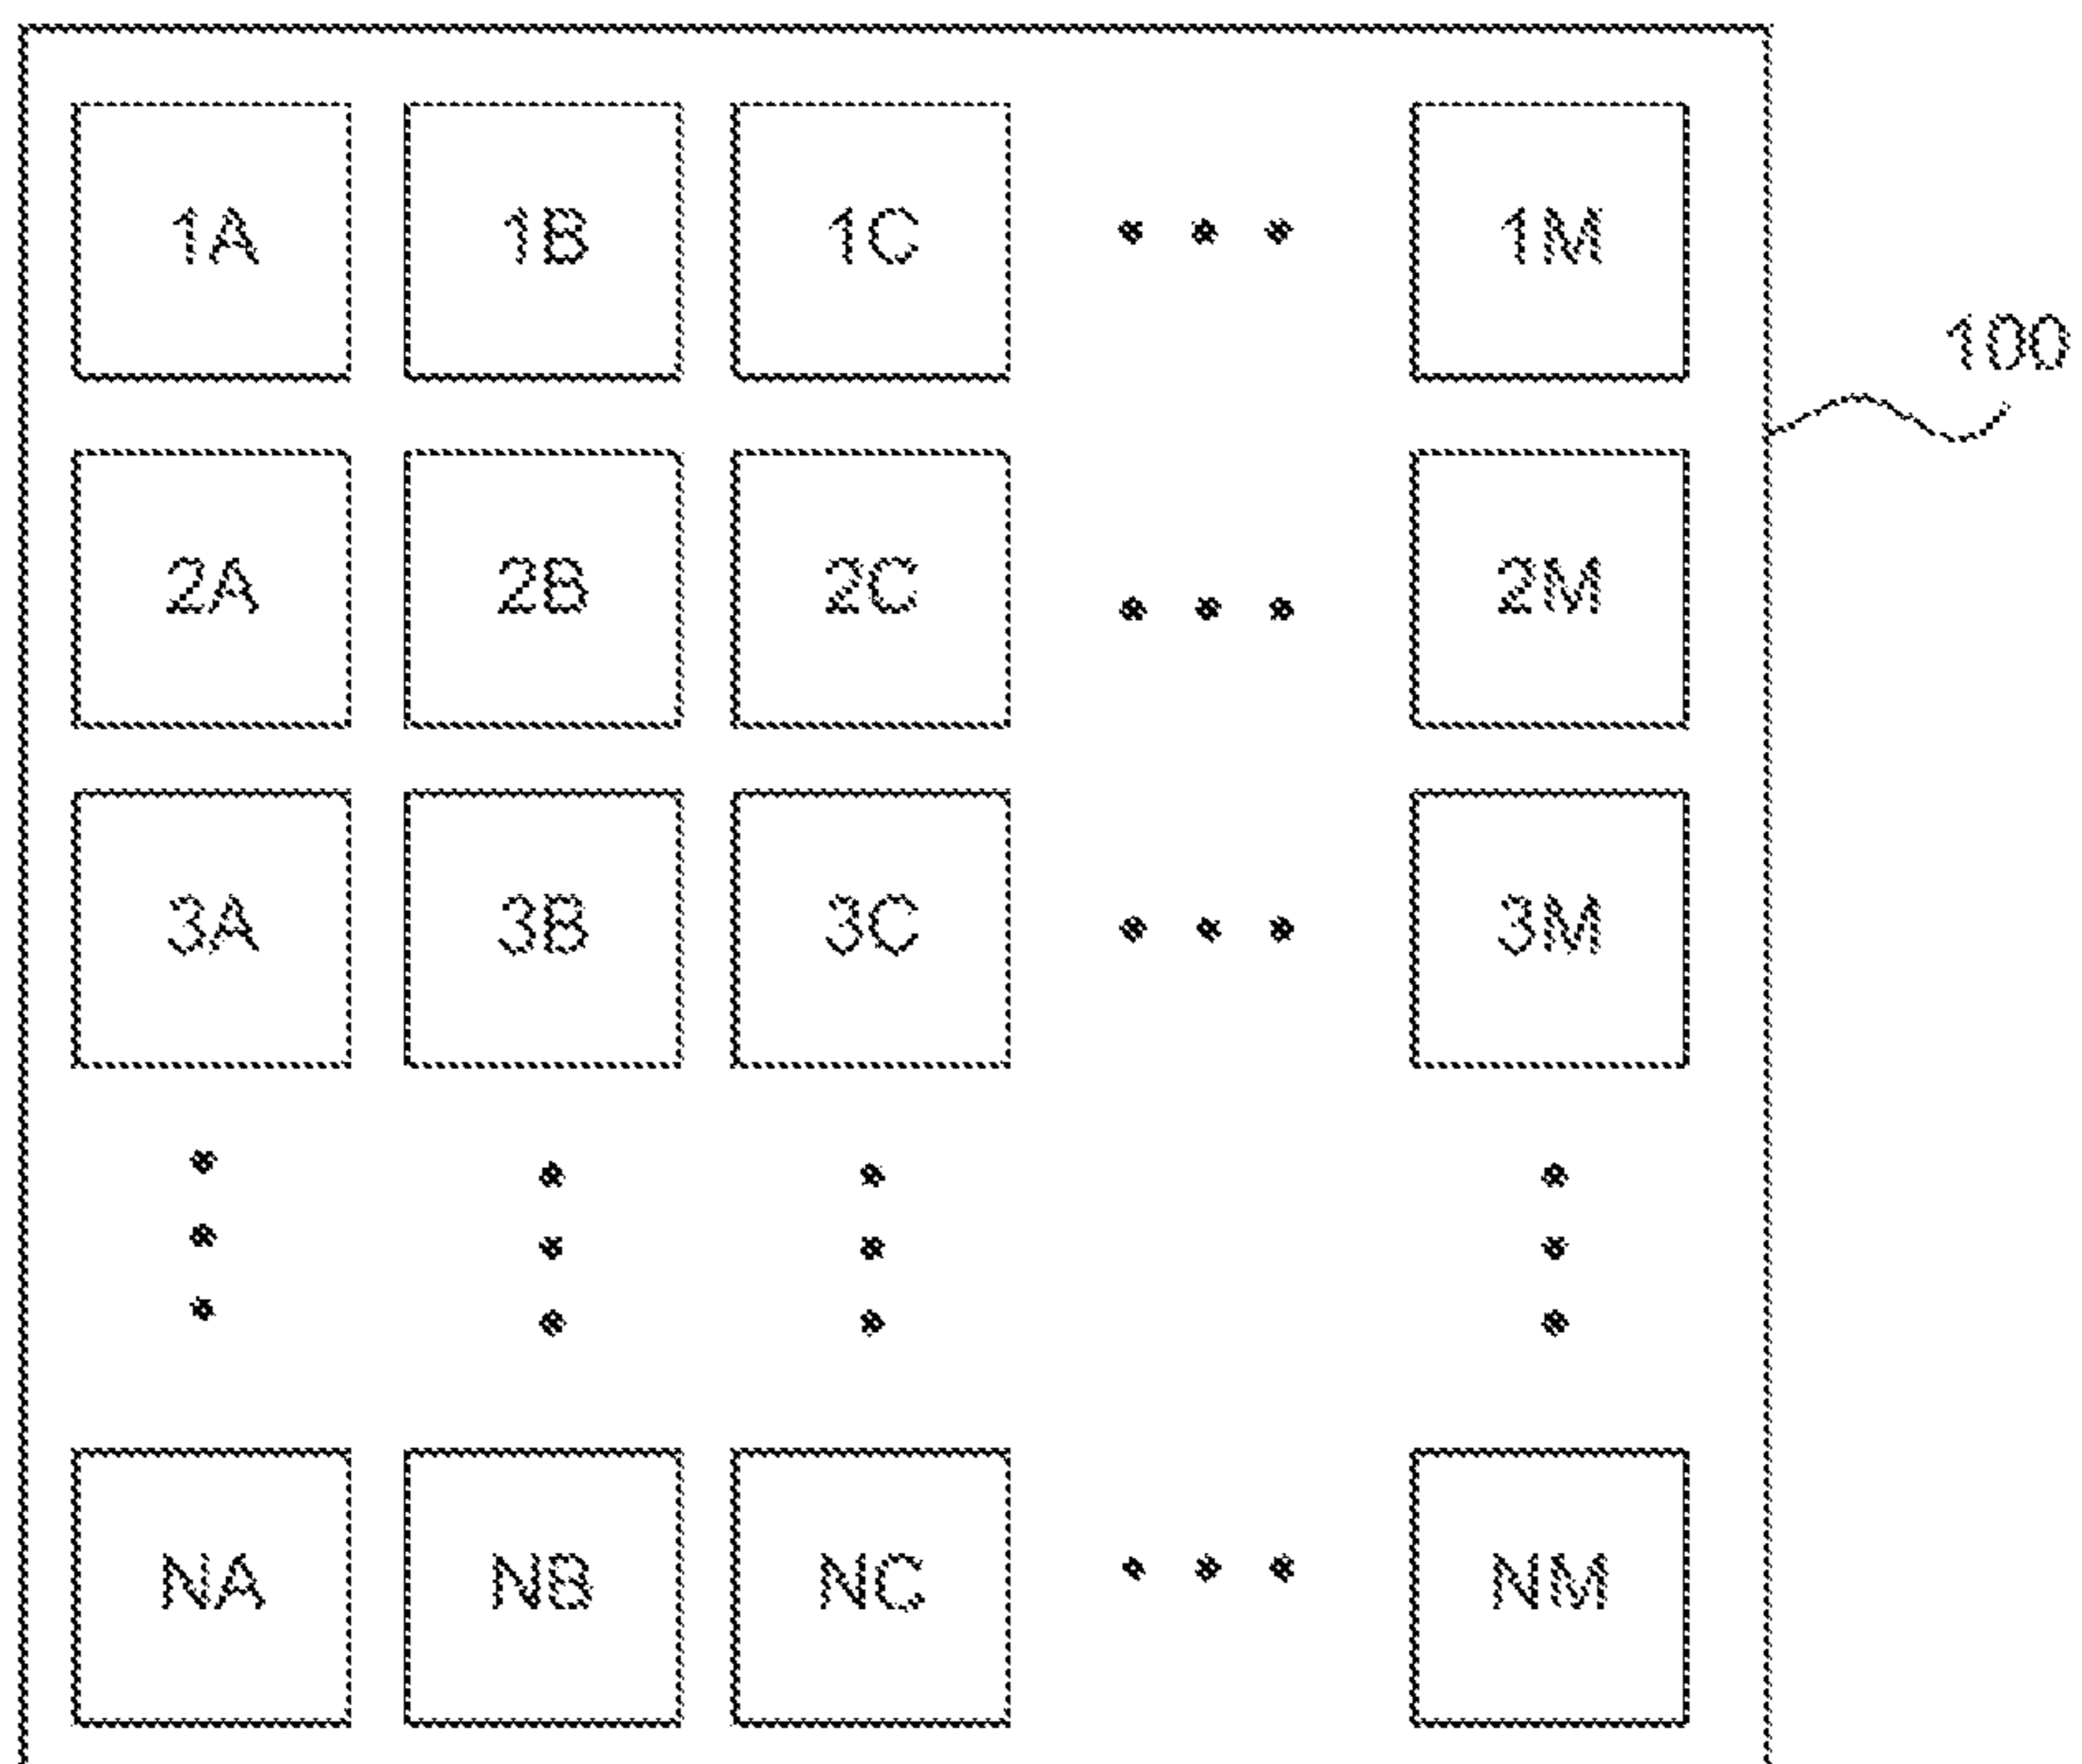 1A 1B 1C • • • 1M
100
2A 2B 2C • • • 2M
3A 3B 3C • • • 3M
NA NB NC • • • NM